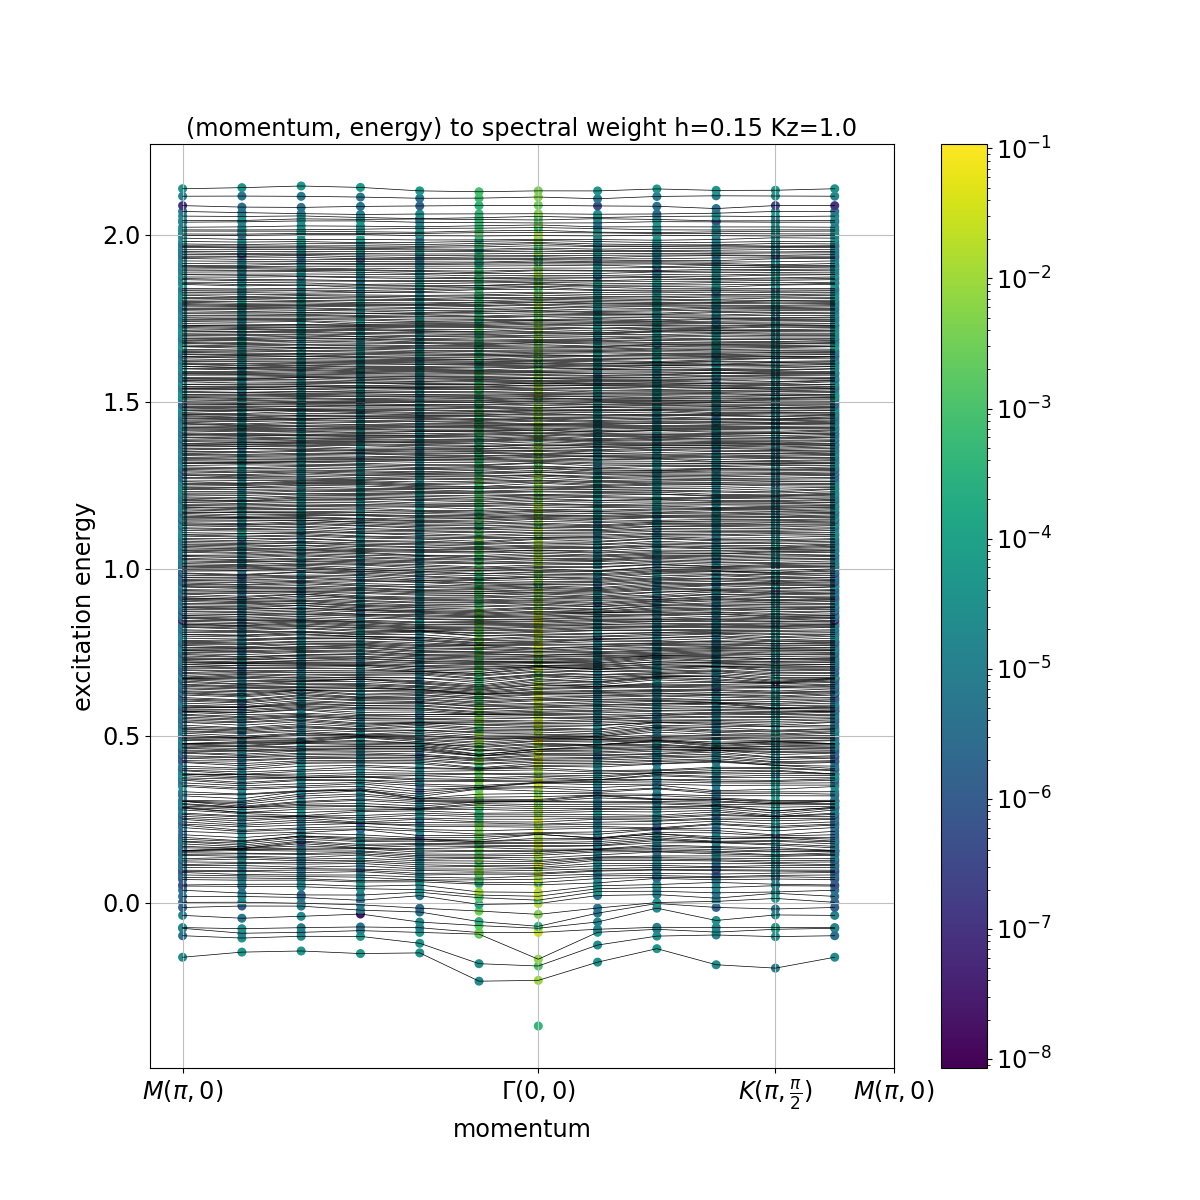 (momentum, energy) to spectral weight h=0.15 Kz=1.0
excitation energy
2.0
1.5
1.0
0.5
0.0
M(π, 0)
Γ(0, 0)
K(π, π/2)
M(π, 0)
momentum
10⁻¹
10⁻²
10⁻³
10⁻⁴
10⁻⁵
10⁻⁶
10⁻⁷
10⁻⁸